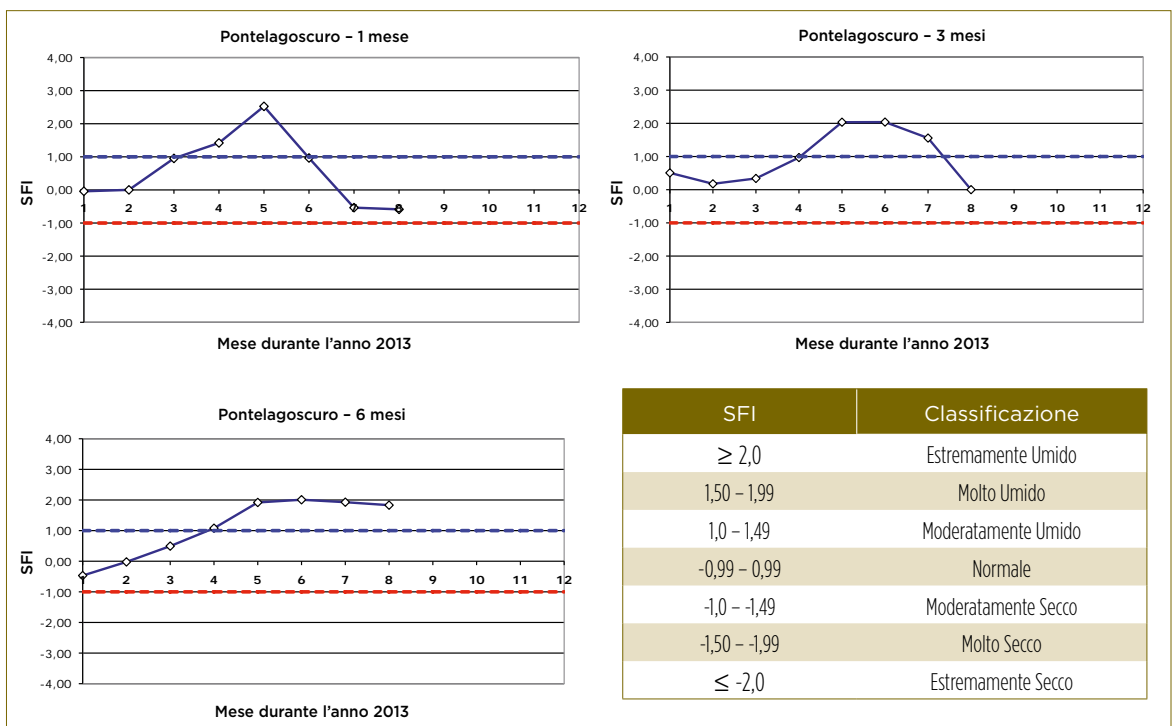 Pontelagoscuro – 1 mese
4,00
3,00
2,00
1,00
0,00
-1,00
-2,00
-3,00
-4,00
SFI
1 2 3 4 5 6 7 8 9 10 11 12
Mese durante l'anno 2013
Pontelagoscuro – 3 mesi
4,00
3,00
2,00
1,00
0,00
-1,00
-2,00
-3,00
-4,00
SFI
1 2 3 4 5 6 7 8 9 10 11 12
Mese durante l'anno 2013
Pontelagoscuro – 6 mesi
4,00
3,00
2,00
1,00
0,00
-1,00
-2,00
-3,00
-4,00
SFI
1 2 3 4 5 6 7 8 9 10 11 12
Mese durante l'anno 2013
SFI Classificazione
≥ 2,0 Estremamente Umido
1,50 – 1,99 Molto Umido
1,0 – 1,49 Moderatamente Umido
-0,99 – 0,99 Normale
-1,0 – -1,49 Moderatamente Secco
-1,50 – -1,99 Molto Secco
≤ -2,0 Estremamente Secco